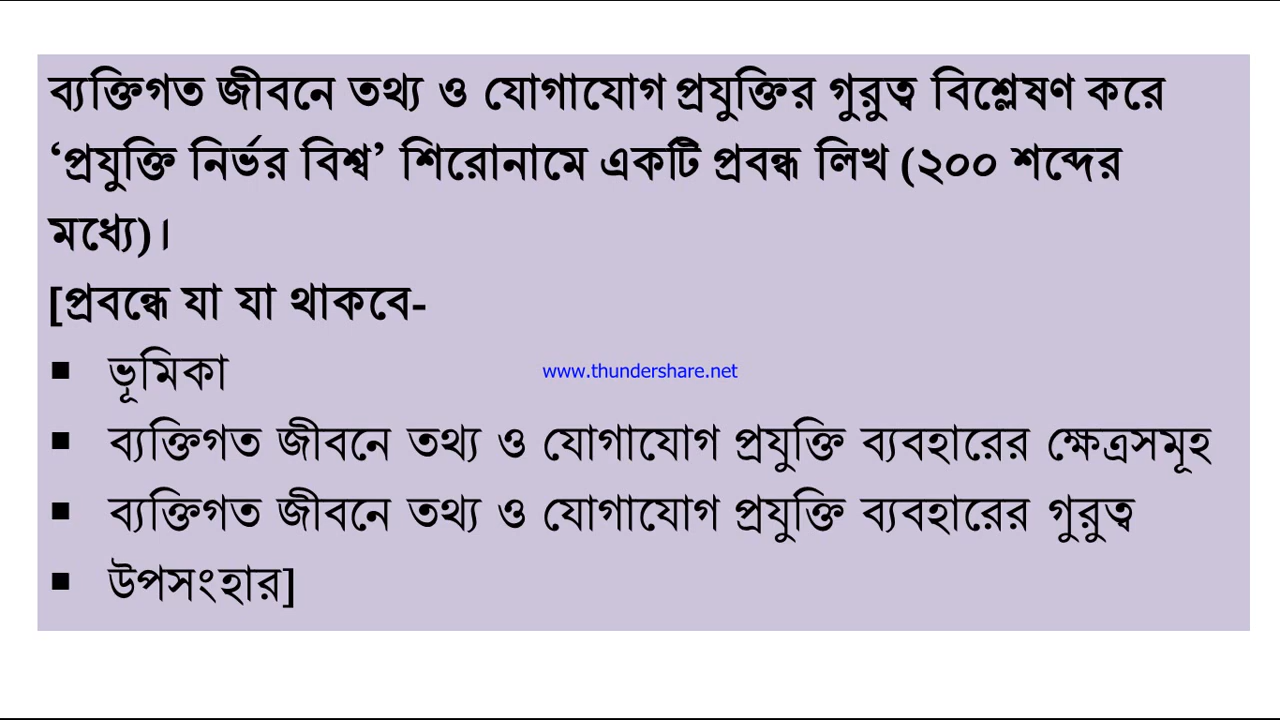 ব্যক্তিগত জীবনে তথ্য ও যোগাযোগ প্রযুক্তির গুরুত্ব বিশ্লেষণ করে
‘প্রযুক্তি নির্ভর বিশ্ব’ শিরোনামে একটি প্রবন্ধ লিখ (২০০ শব্দের
মধ্যে)।
[প্রবন্ধে যা যা থাকবে-
▪ ভূমিকা
www.thundershare.net
▪ ব্যক্তিগত জীবনে তথ্য ও যোগাযোগ প্রযুক্তি ব্যবহারের ক্ষেত্রসমূহ
▪ ব্যক্তিগত জীবনে তথ্য ও যোগাযোগ প্রযুক্তি ব্যবহারের গুরুত্ব
▪ উপসংহার]